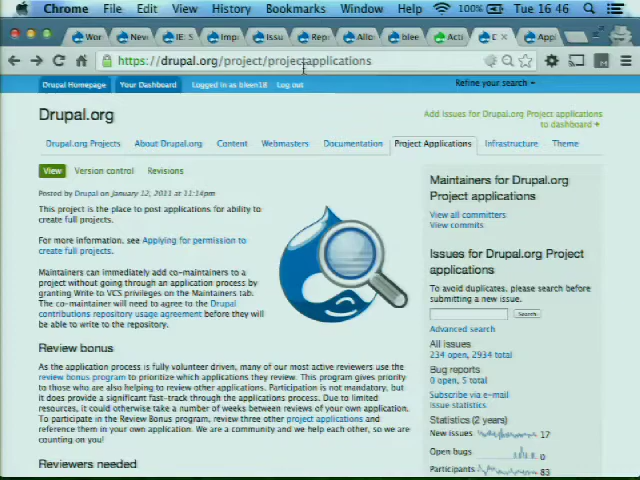 Chrome File Edit View History Bookmarks Window Help 100% Tue 16 46
Wor Nev IE: S Imp Issu Rep Allo blee Acti D App
https://drupal.org/project/projectapplications
Drupal Homepage Your Dashboard Logged in as bleen18 Log out Refine your search
Drupal.org
Add Issues for Drupal.org Project applications
to dashboard +
Drupal.org Projects About Drupal.org Content Webmasters Documentation Project Applications Infrastructure Theme
View Version control Revisions
Posted by Drupal on January 12, 2011 at 11:14pm
This project is the place to post applications for ability to
create full projects.
For more information, see Applying for permission to
create full projects.
Maintainers can immediately add co-maintainers to a
project without going through an application process by
granting Write to VCS privileges on the Maintainers tab.
The co-maintainer will need to agree to the Drupal
contributions repository usage agreement before they will
be able to write to the repository.
Review bonus
As the application process is fully volunteer driven, many of our most active reviewers use the
review bonus program to prioritize which applications they review. This program gives priority
to those who are also helping to review other applications. Participation is not mandatory, but
it does provide a significant fast-track through the applications process. Due to limited
resources, it could otherwise take a number of weeks between reviews of your own application.
To participate in the Review Bonus program, review three other project applications and
reference them in your own application. We are a community and we help each other, so we are
counting on you!
Reviewers needed
Maintainers for Drupal.org
Project applications
View all committers
View commits
Issues for Drupal.org Project
applications
To avoid duplicates, please search before
submitting a new issue.
Search
Advanced search
All issues
234 open, 2934 total
Bug reports
0 open, 5 total
Subscribe via e-mail
Issue statistics
Statistics (2 years)
New issues 17
Open bugs 0
Participants 83